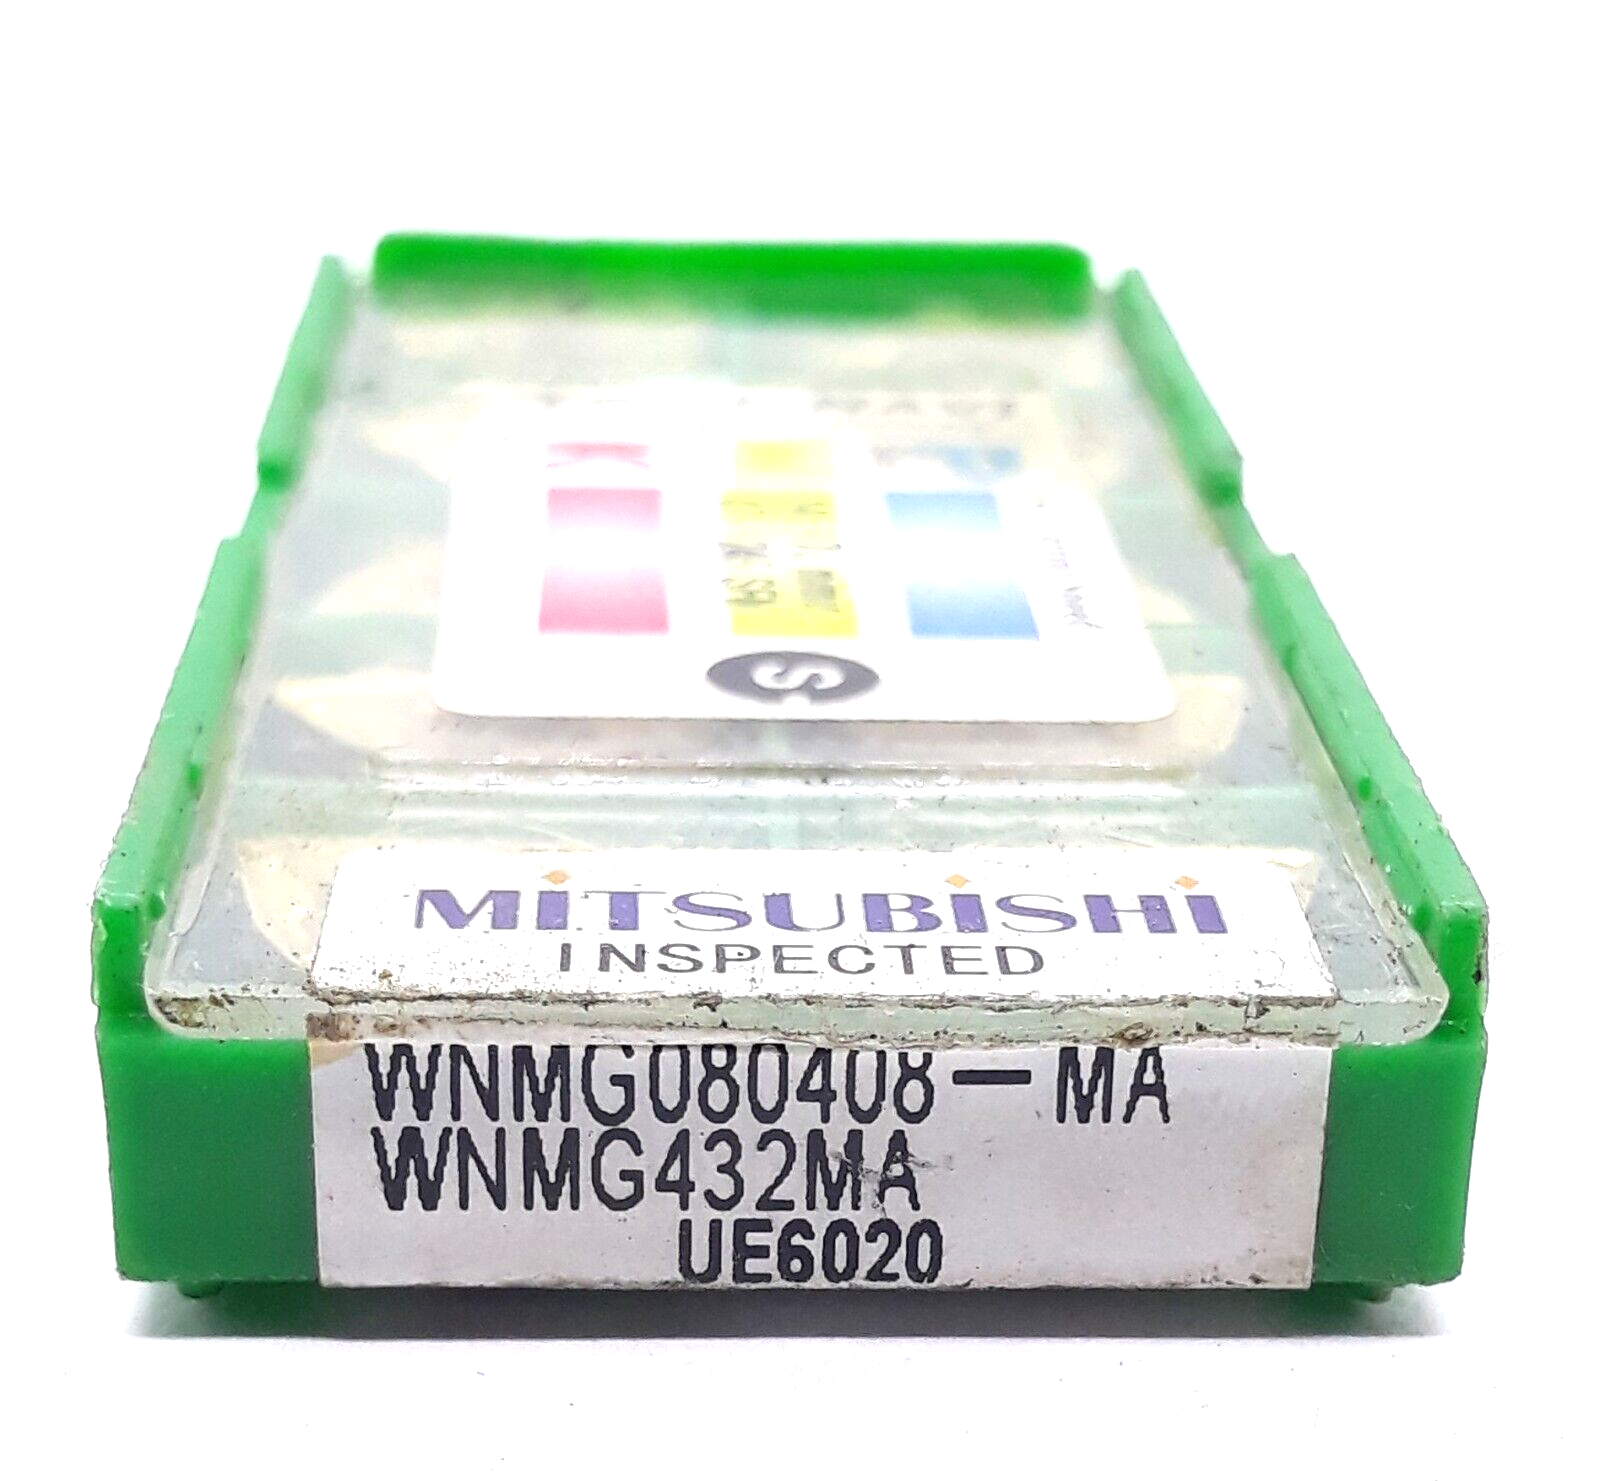 MITSUBISHI
INSPECTED
WNMG080408-MA
WNMG432MA
UE6020